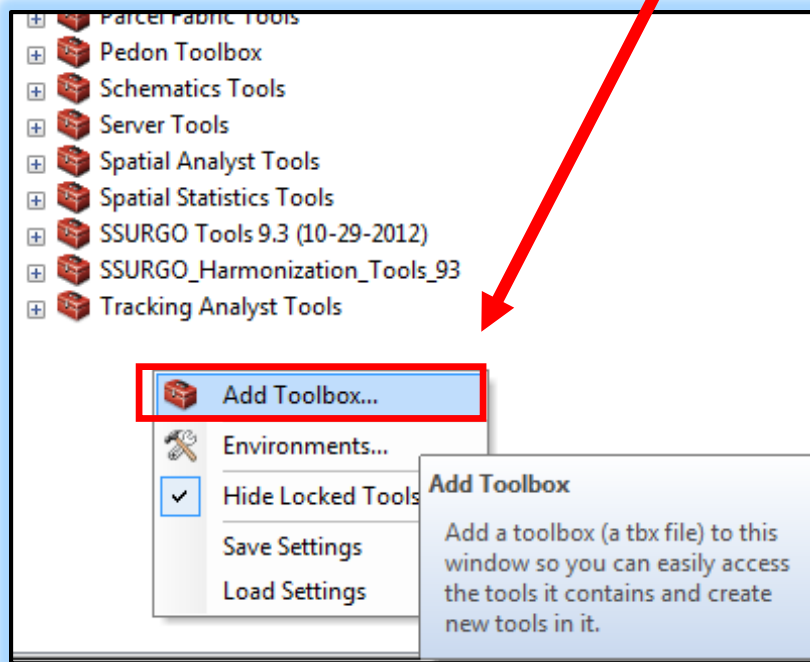 Parcel Fabric Tools
Pedon Toolbox
Schematics Tools
Server Tools
Spatial Analyst Tools
Spatial Statistics Tools
SSURGO Tools 9.3 (10-29-2012)
SSURGO_Harmonization_Tools_93
Tracking Analyst Tools
Add Toolbox...
Environments...
Hide Locked Tools
Save Settings
Load Settings
Add Toolbox
Add a toolbox (a tbx file) to this
window so you can easily access
the tools it contains and create
new tools in it.